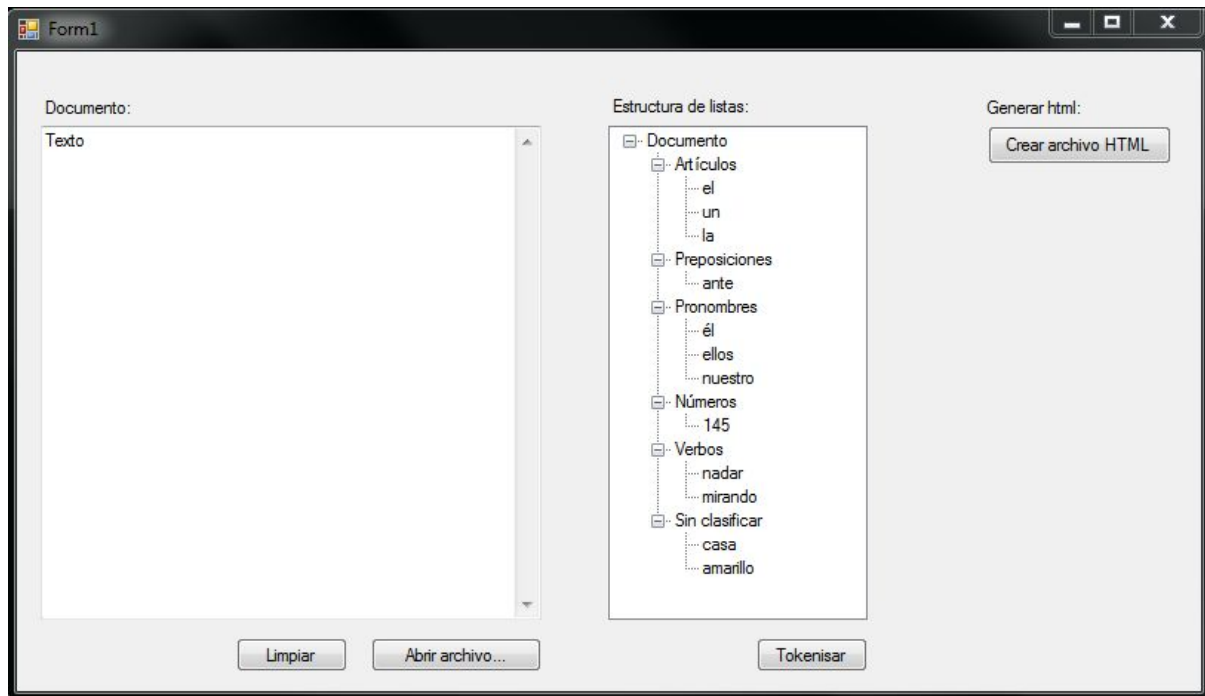 Form1
Documento:
Texto
Limpiar
Abrir archivo...
Estructura de listas:
Documento
Artículos
el
un
la
Preposiciones
ante
Pronombres
él
ellos
nuestro
Números
145
Verbos
nadar
mirando
Sin clasificar
casa
amarillo
Tokenisar
Generar html:
Crear archivo HTML